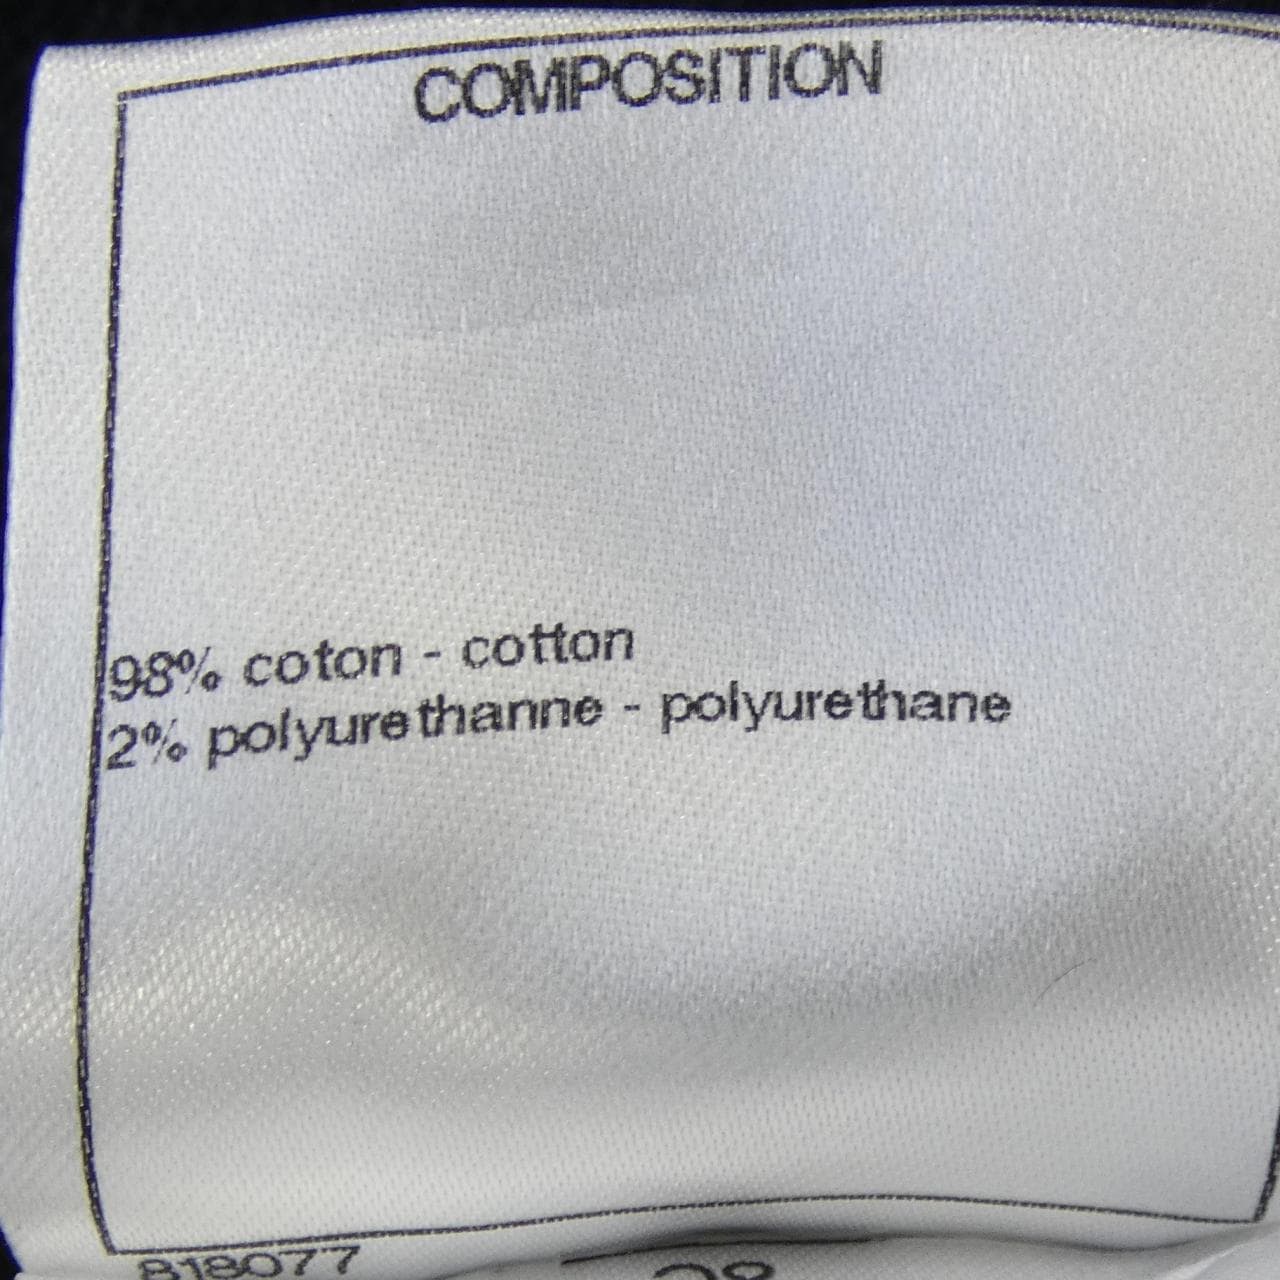 COMPOSITION
98% coton - cotton
2% polyurethanne - polyurethane